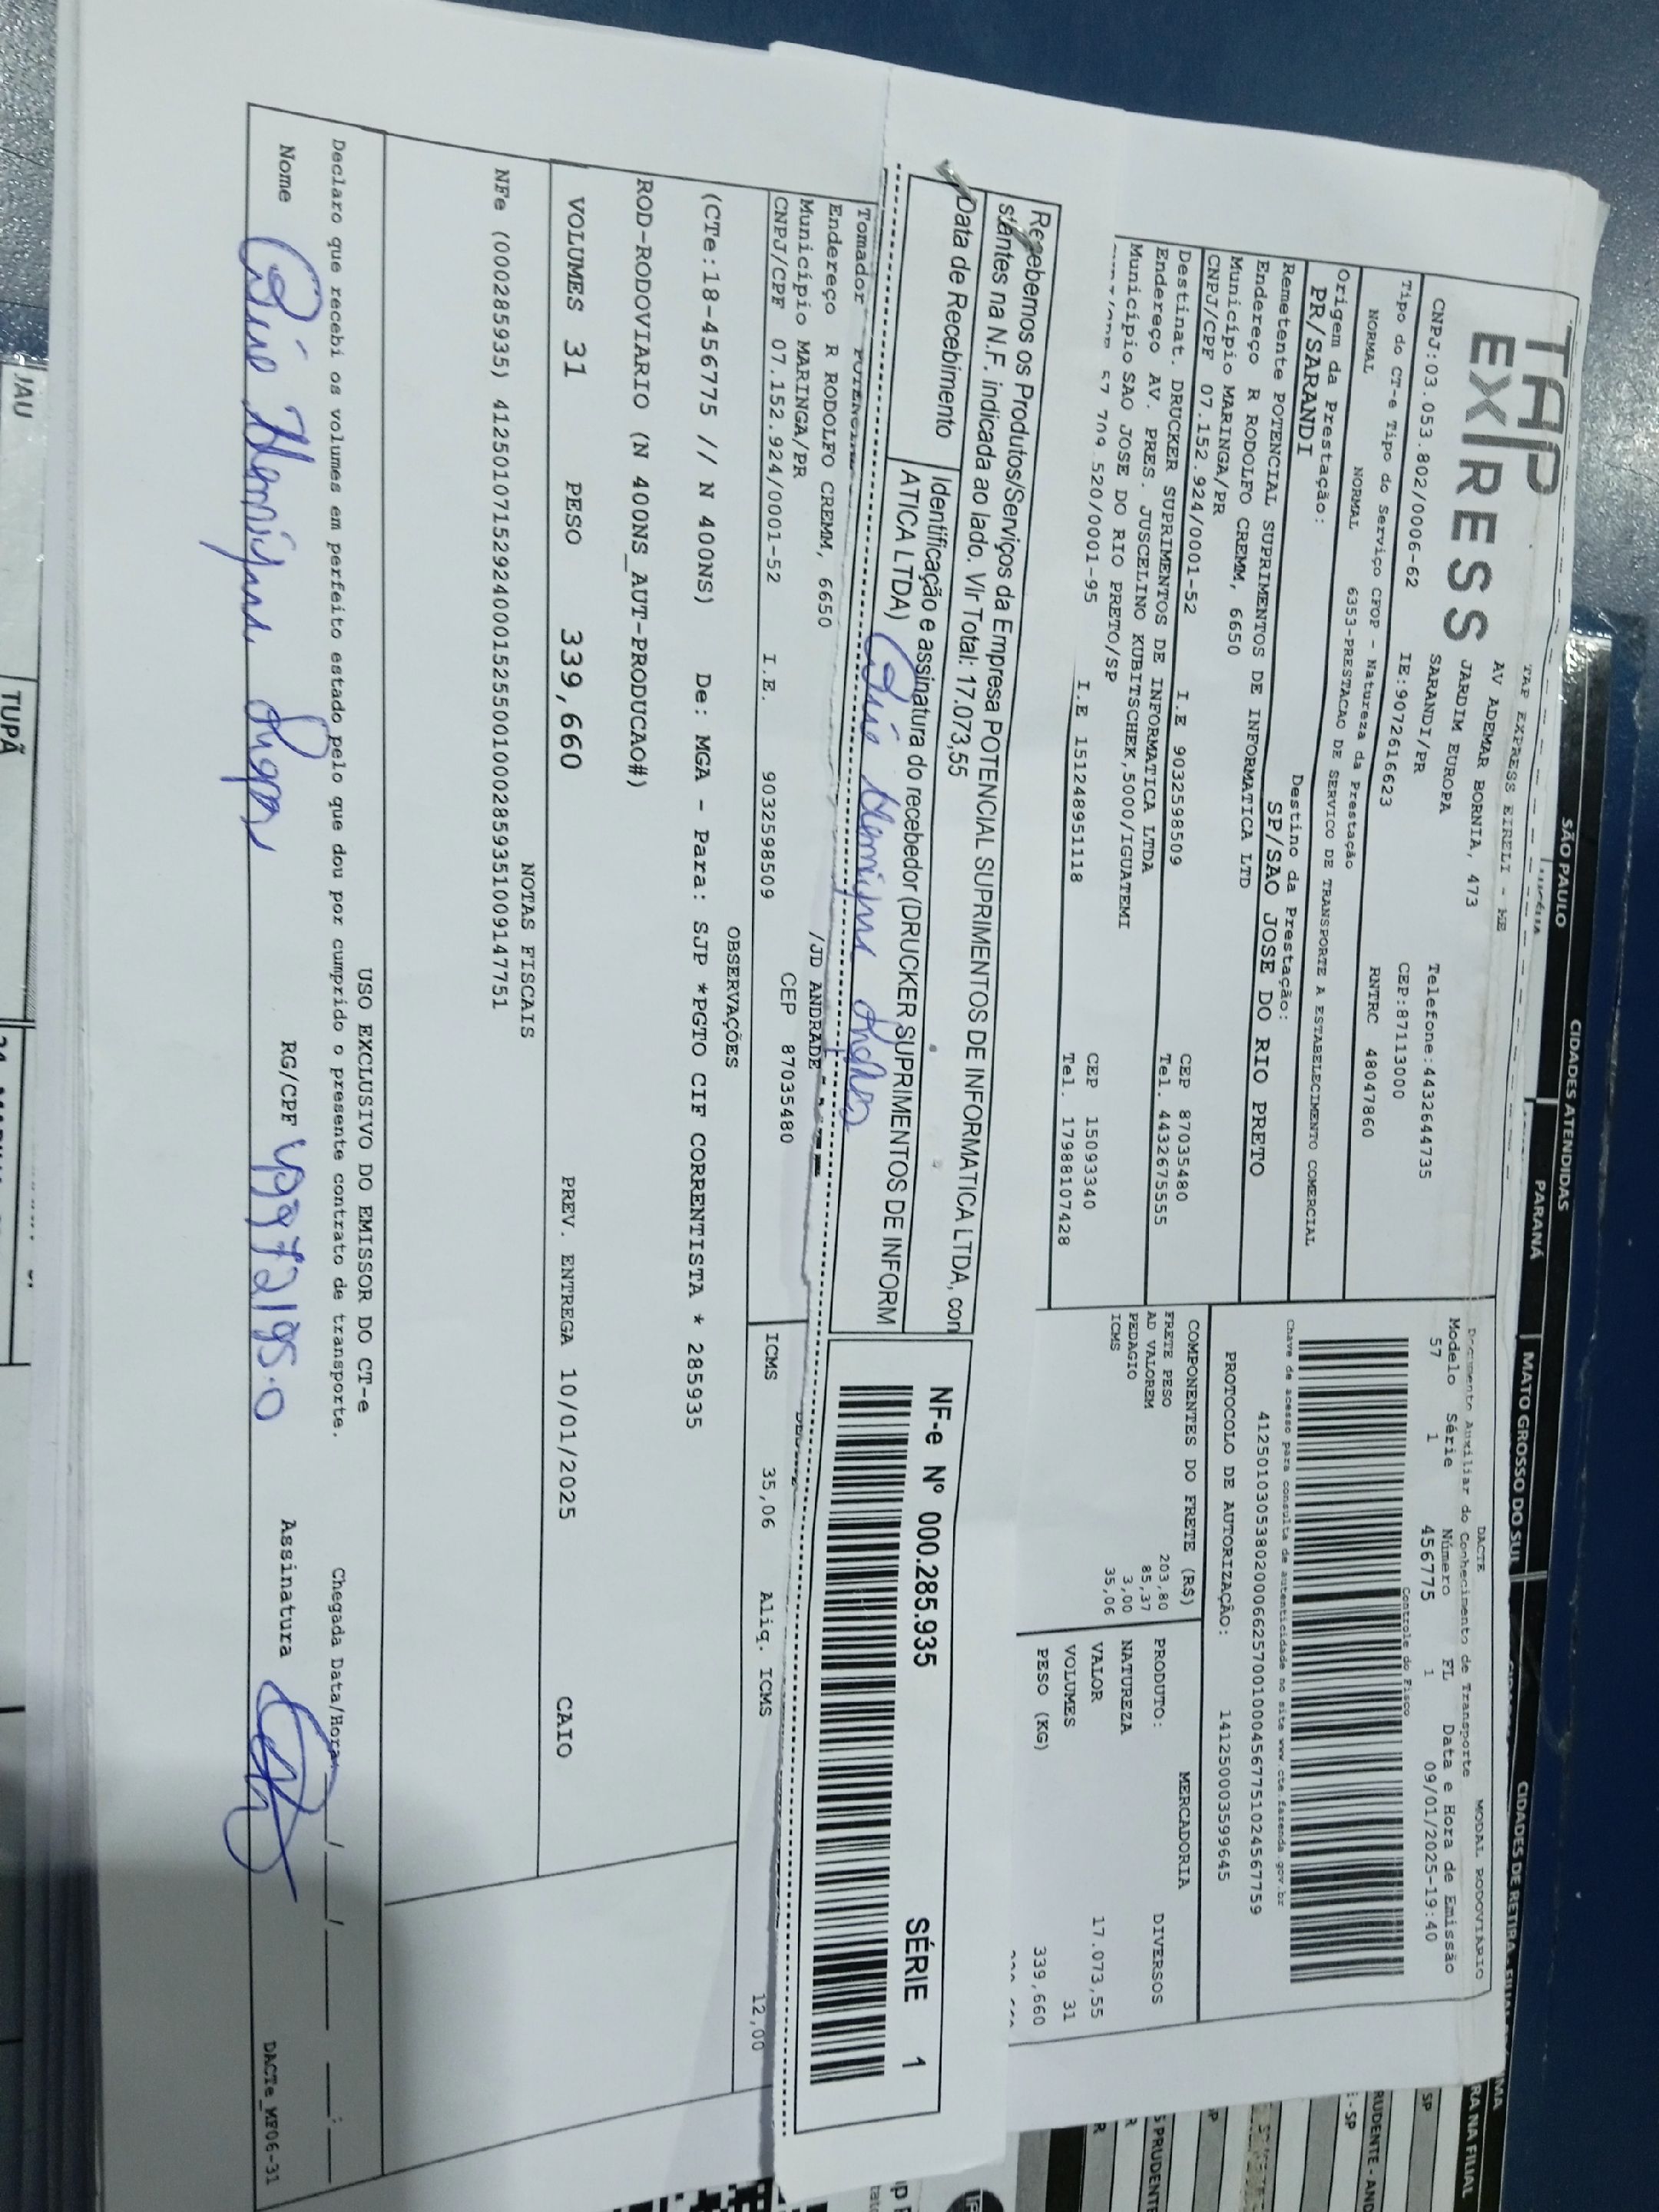 SÃO PAULO
CIDADES ATENDIDAS
PARANÁ
MATO GROSSO DO SUL
TAP EXPRESS
TAP EXPRESS EIRELI - ME
AV ADEMAR BORNIA, 473
JARDIM EUROPA
SARANDI/PR
Telefone:4432644735
CEP:87113000
CNPJ:03.053.802/0006-62
IE:9072616623
RNTRC 48047860
Tipo do CT-e Tipo do Serviço CFOP - Natureza da Prestação
NORMAL NORMAL 6353-PRESTACAO DE SERVICO DE TRANSPORTE A ESTABELECIMENTO COMERCIAL
Origem da Prestação:
PR/SARANDI
Destino da Prestação:
SP/SAO JOSE DO RIO PRETO
Remetente POTENCIAL SUPRIMENTOS DE INFORMATICA LTD
Endereço R RODOLFO CREMM, 6650
Município MARINGA/PR
CEP 87035480
CNPJ/CPF 07.152.924/0001-52 I.E 9032598509
Tel. 4432675555
Destinat. DRUCKER SUPRIMENTOS DE INFORMATICA LTDA
Endereço AV. PRES. JUSCELINO KUBITSCHEK,5000/IGUATEMI
Município SAO JOSE DO RIO PRETO/SP
CEP 15093340
57 709 520/0001-95 I.E 151248951118
Tel. 17988107428
DACTE
Documento Auxiliar do Conhecimento de Transporte
MODAL RODOVIÁRIO
Modelo Série Número FL Data e Hora de Emissão
57 1 456775 1 09/01/2025-19:40
Controle do Fisco
Chave de acesso para consulta de autenticidade no site www.cte.fazenda.gov.br
41250103053802000662570010004567751024567759
PROTOCOLO DE AUTORIZAÇÃO: 141250003599645
COMPONENTES DO FRETE (R$)
FRETE PESO 203,80
AD VALOREM 85,37
PEDAGIO 3,00
ICMS 35,06
MERCADORIA
PRODUTO: DIVERSOS
NATUREZA
VALOR 17.073,55
VOLUMES 31
PESO (KG) 339,660
Recebemos os Produtos/Serviços da Empresa POTENCIAL SUPRIMENTOS DE INFORMATICA LTDA, con
stantes na N.F. indicada ao lado. Vlr Total: 17.073,55
Data de Recebimento
Identificação e assinatura do recebedor (DRUCKER SUPRIMENTOS DE INFORM
ATICA LTDA)
NF-e Nº 000.285.935 SÉRIE 1
Tomador
Endereço R RODOLFO CREMM, 6650
/JD ANDRADE
Município MARINGA/PR
CEP 87035480
CNPJ/CPF 07.152.924/0001-52 I.E. 9032598509
ICMS 35,06 Aliq. ICMS 12,00
OBSERVAÇÕES
(CTe:18-456775 // N 400NS) De: MGA - Para: SJP *PGTO CIF CORRENTISTA * 285935
ROD-RODOVIARIO (N 400NS_AUT-PRODUCAO#)
VOLUMES 31 PESO 339,660 PREV. ENTREGA 10/01/2025 CAIO
NOTAS FISCAIS
NFe (000285935) 41250107152924000152550010002859351009147751
USO EXCLUSIVO DO EMISSOR DO CT-e
Declaro que recebi os volumes em perfeito estado pelo que dou por cumprido o presente contrato de transporte.
Chegada Data/Hora
Nome RG/CPF Assinatura
DACTe_MF06-31
JAU
TUPÃ